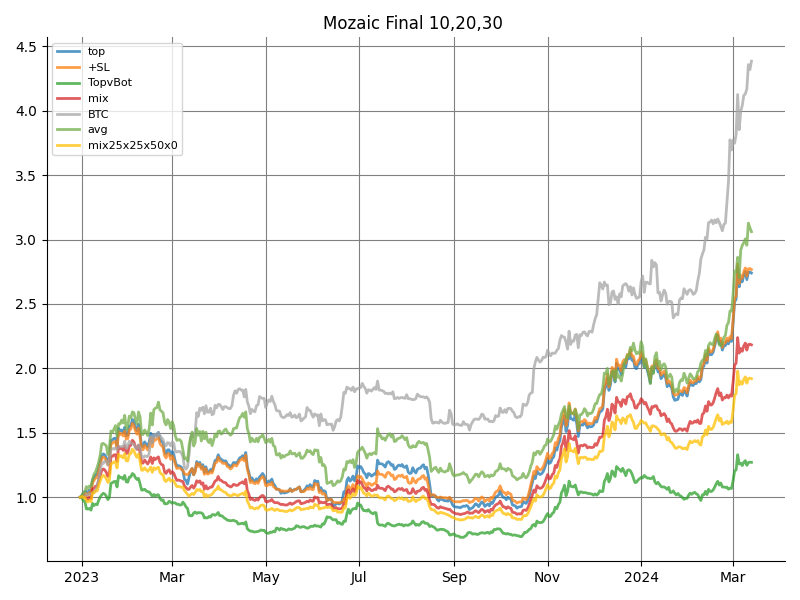 Mozaic Final 10,20,30
top
+SL
TopvBot
mix
BTC
avg
mix25x25x50x0
4.5
4.0
3.5
3.0
2.5
2.0
1.5
1.0
2023 Mar May Jul Sep Nov 2024 Mar